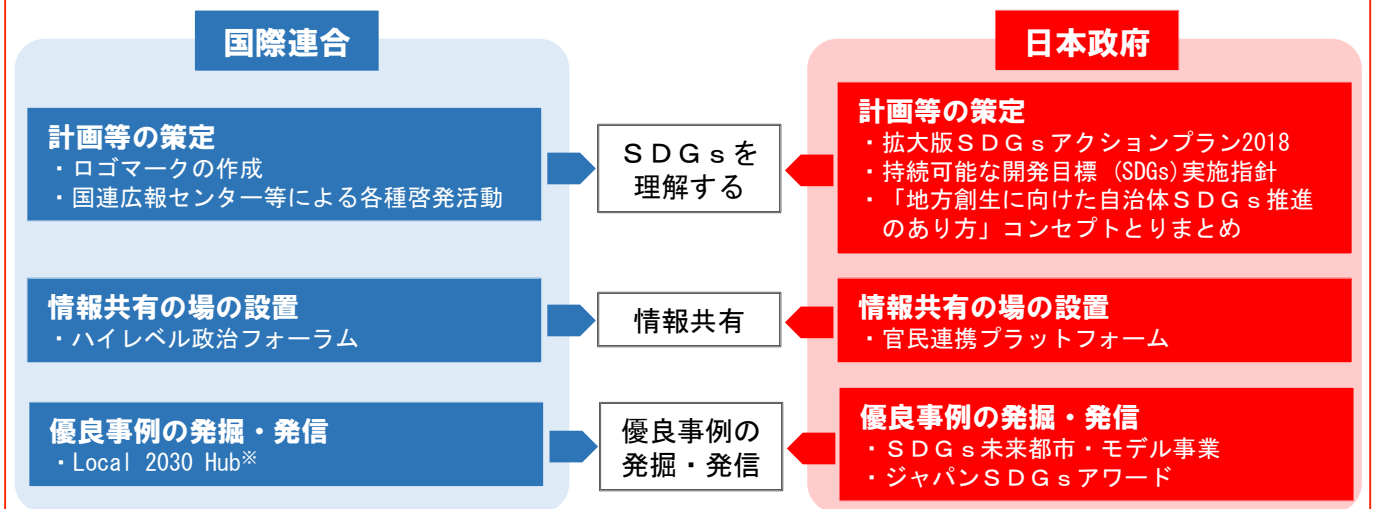 国際連合
計画等の策定
・ロゴマークの作成
・国連広報センター等による各種啓発活動
情報共有の場の設置
・ハイレベル政治フォーラム
優良事例の発掘・発信
・Local 2030 Hub※
ＳＤＧｓを
理解する
情報共有
優良事例の
発掘・発信
日本政府
計画等の策定
・拡大版ＳＤＧｓアクションプラン2018
・持続可能な開発目標 (SDGs)実施指針
・「地方創生に向けた自治体ＳＤＧｓ推進
のあり方」コンセプトとりまとめ
情報共有の場の設置
・官民連携プラットフォーム
優良事例の発掘・発信
・ＳＤＧｓ未来都市・モデル事業
・ジャパンＳＤＧｓアワード